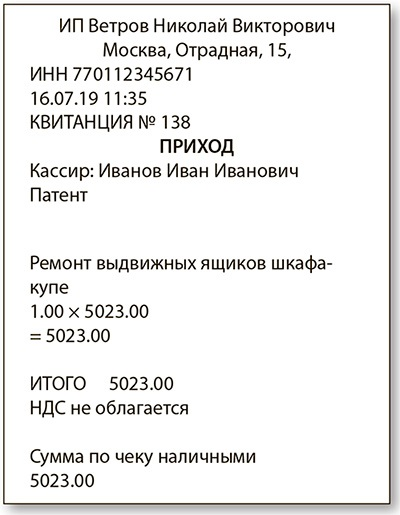 ИП Ветров Николай Викторович
Москва, Отрадная, 15,
ИНН 770112345671
16.07.19 11:35
КВИТАНЦИЯ № 138
ПРИХОД
Кассир: Иванов Иван Иванович
Патент
Ремонт выдвижных ящиков шкафа-
купе
1.00 × 5023.00
= 5023.00
ИТОГО 5023.00
НДС не облагается
Сумма по чеку наличными
5023.00